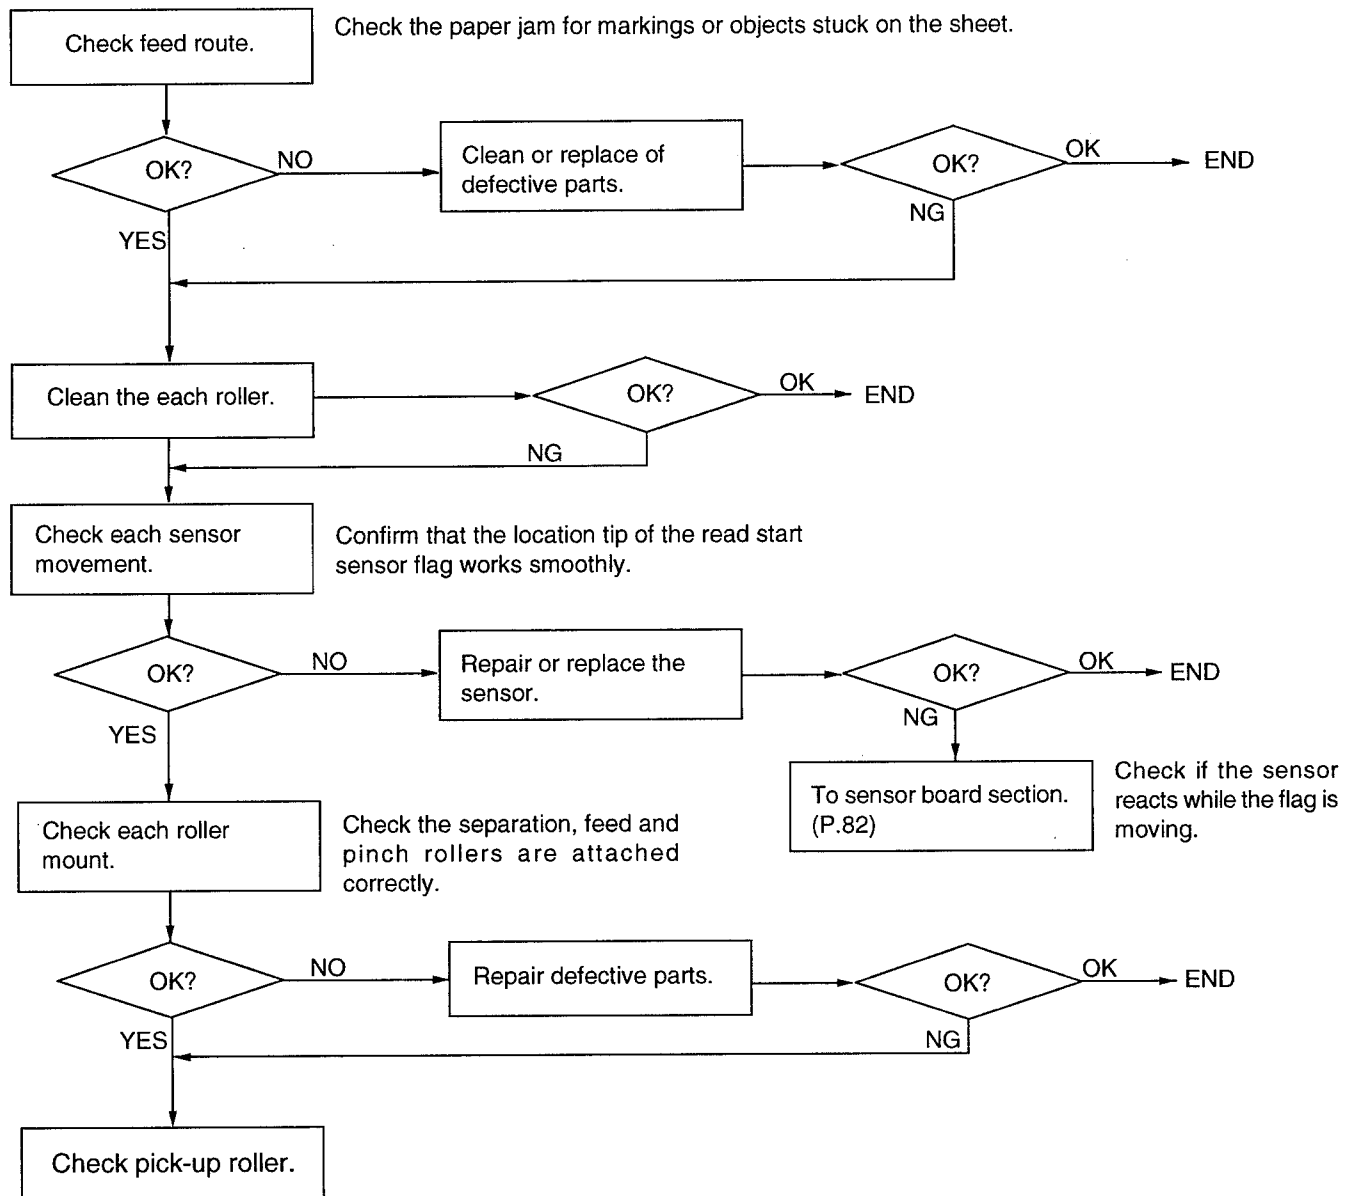 Check feed route.
Check the paper jam for markings or objects stuck on the sheet.
OK?
NO
Clean or replace of
defective parts.
OK?
OK
END
YES
NG
Clean the each roller.
OK?
OK
END
NG
Check each sensor
movement.
Confirm that the location tip of the read start
sensor flag works smoothly.
OK?
NO
Repair or replace the
sensor.
OK?
OK
END
YES
NG
To sensor board section.
(P.82)
Check if the sensor
reacts while the flag is
moving.
Check each roller
mount.
Check the separation, feed and
pinch rollers are attached
correctly.
OK?
NO
Repair defective parts.
OK?
OK
END
YES
NG
Check pick-up roller.